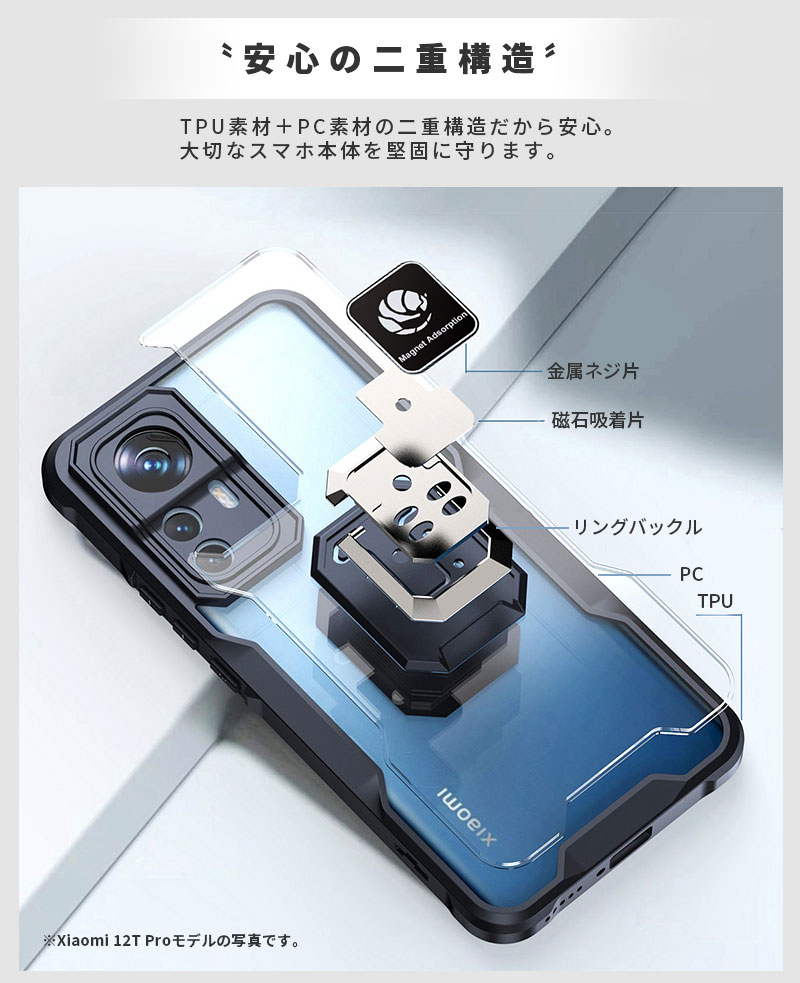 安心の二重構造
TPU素材＋PC素材の二重構造だから安心。
大切なスマホ本体を堅固に守ります。
Magnet Adsorption
金属ネジ片
磁石吸着片
リングバックル
PC
TPU
xiaomi
※Xiaomi 12T Proモデルの写真です。